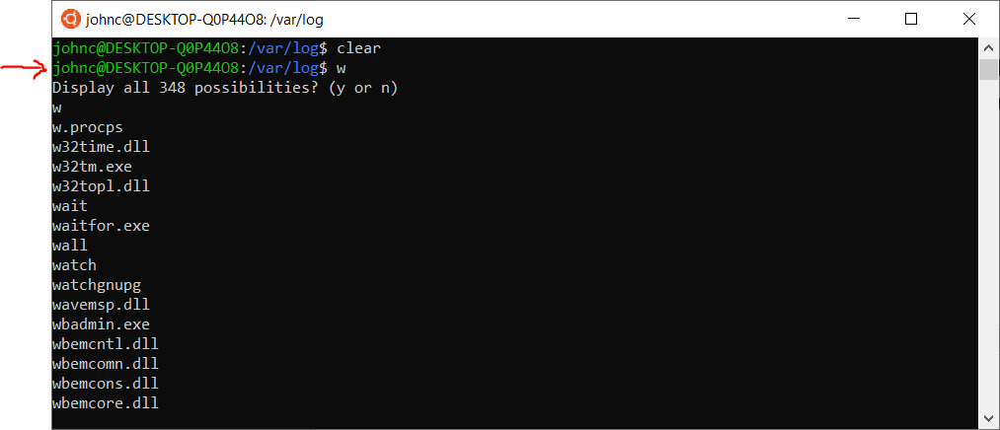 johnc@DESKTOP-Q0P44O8: /var/log
johnc@DESKTOP-Q0P44O8:/var/log$ clear
johnc@DESKTOP-Q0P44O8:/var/log$ w
Display all 348 possibilities? (y or n)
w
w.procps
w32time.dll
w32tm.exe
w32topl.dll
wait
waitfor.exe
wall
watch
watchgnupg
wavemsp.dll
wbadmin.exe
wbemcntl.dll
wbemcomn.dll
wbemcons.dll
wbemcore.dll